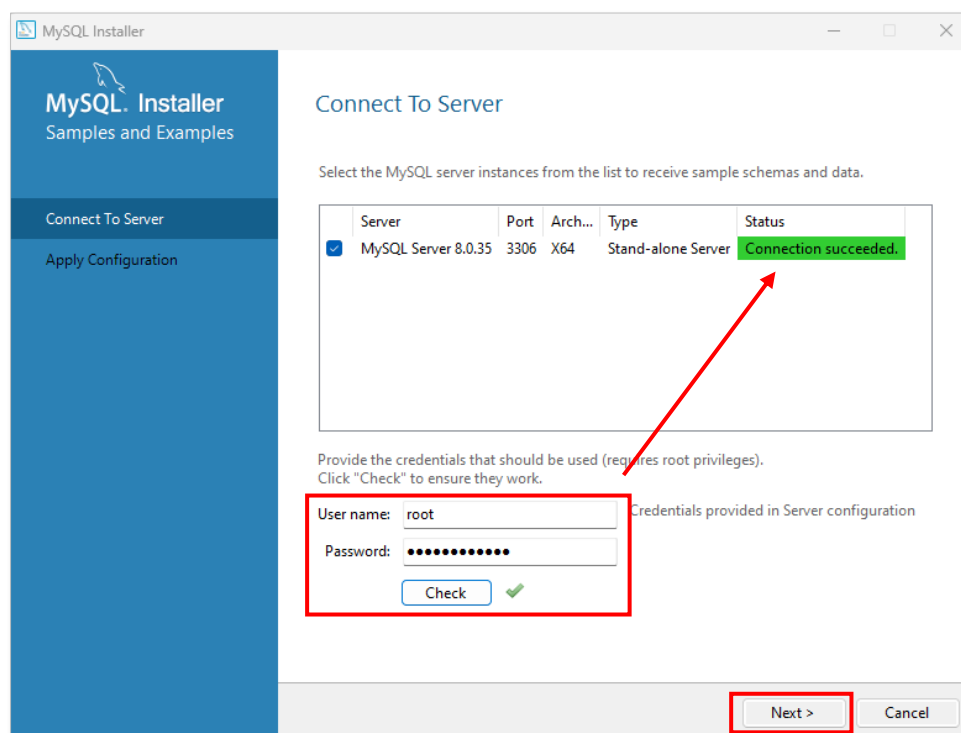 MySQL Installer
MySQL. Installer
Samples and Examples
Connect To Server
Apply Configuration
Connect To Server
Select the MySQL server instances from the list to receive sample schemas and data.
Server Port Arch... Type Status
MySQL Server 8.0.35 3306 X64 Stand-alone Server Connection succeeded.
Provide the credentials that should be used (requires root privileges).
Click "Check" to ensure they work.
User name: root Credentials provided in Server configuration
Password: ●●●●●●●●●●●●
Check
Next > Cancel